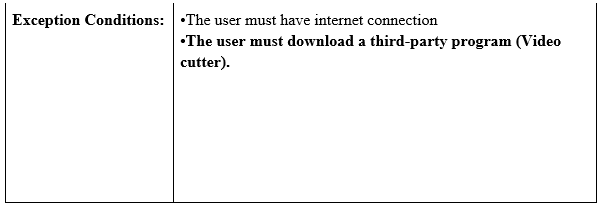 Exception Conditions: •The user must have internet connection
•The user must download a third-party program (Video
cutter).